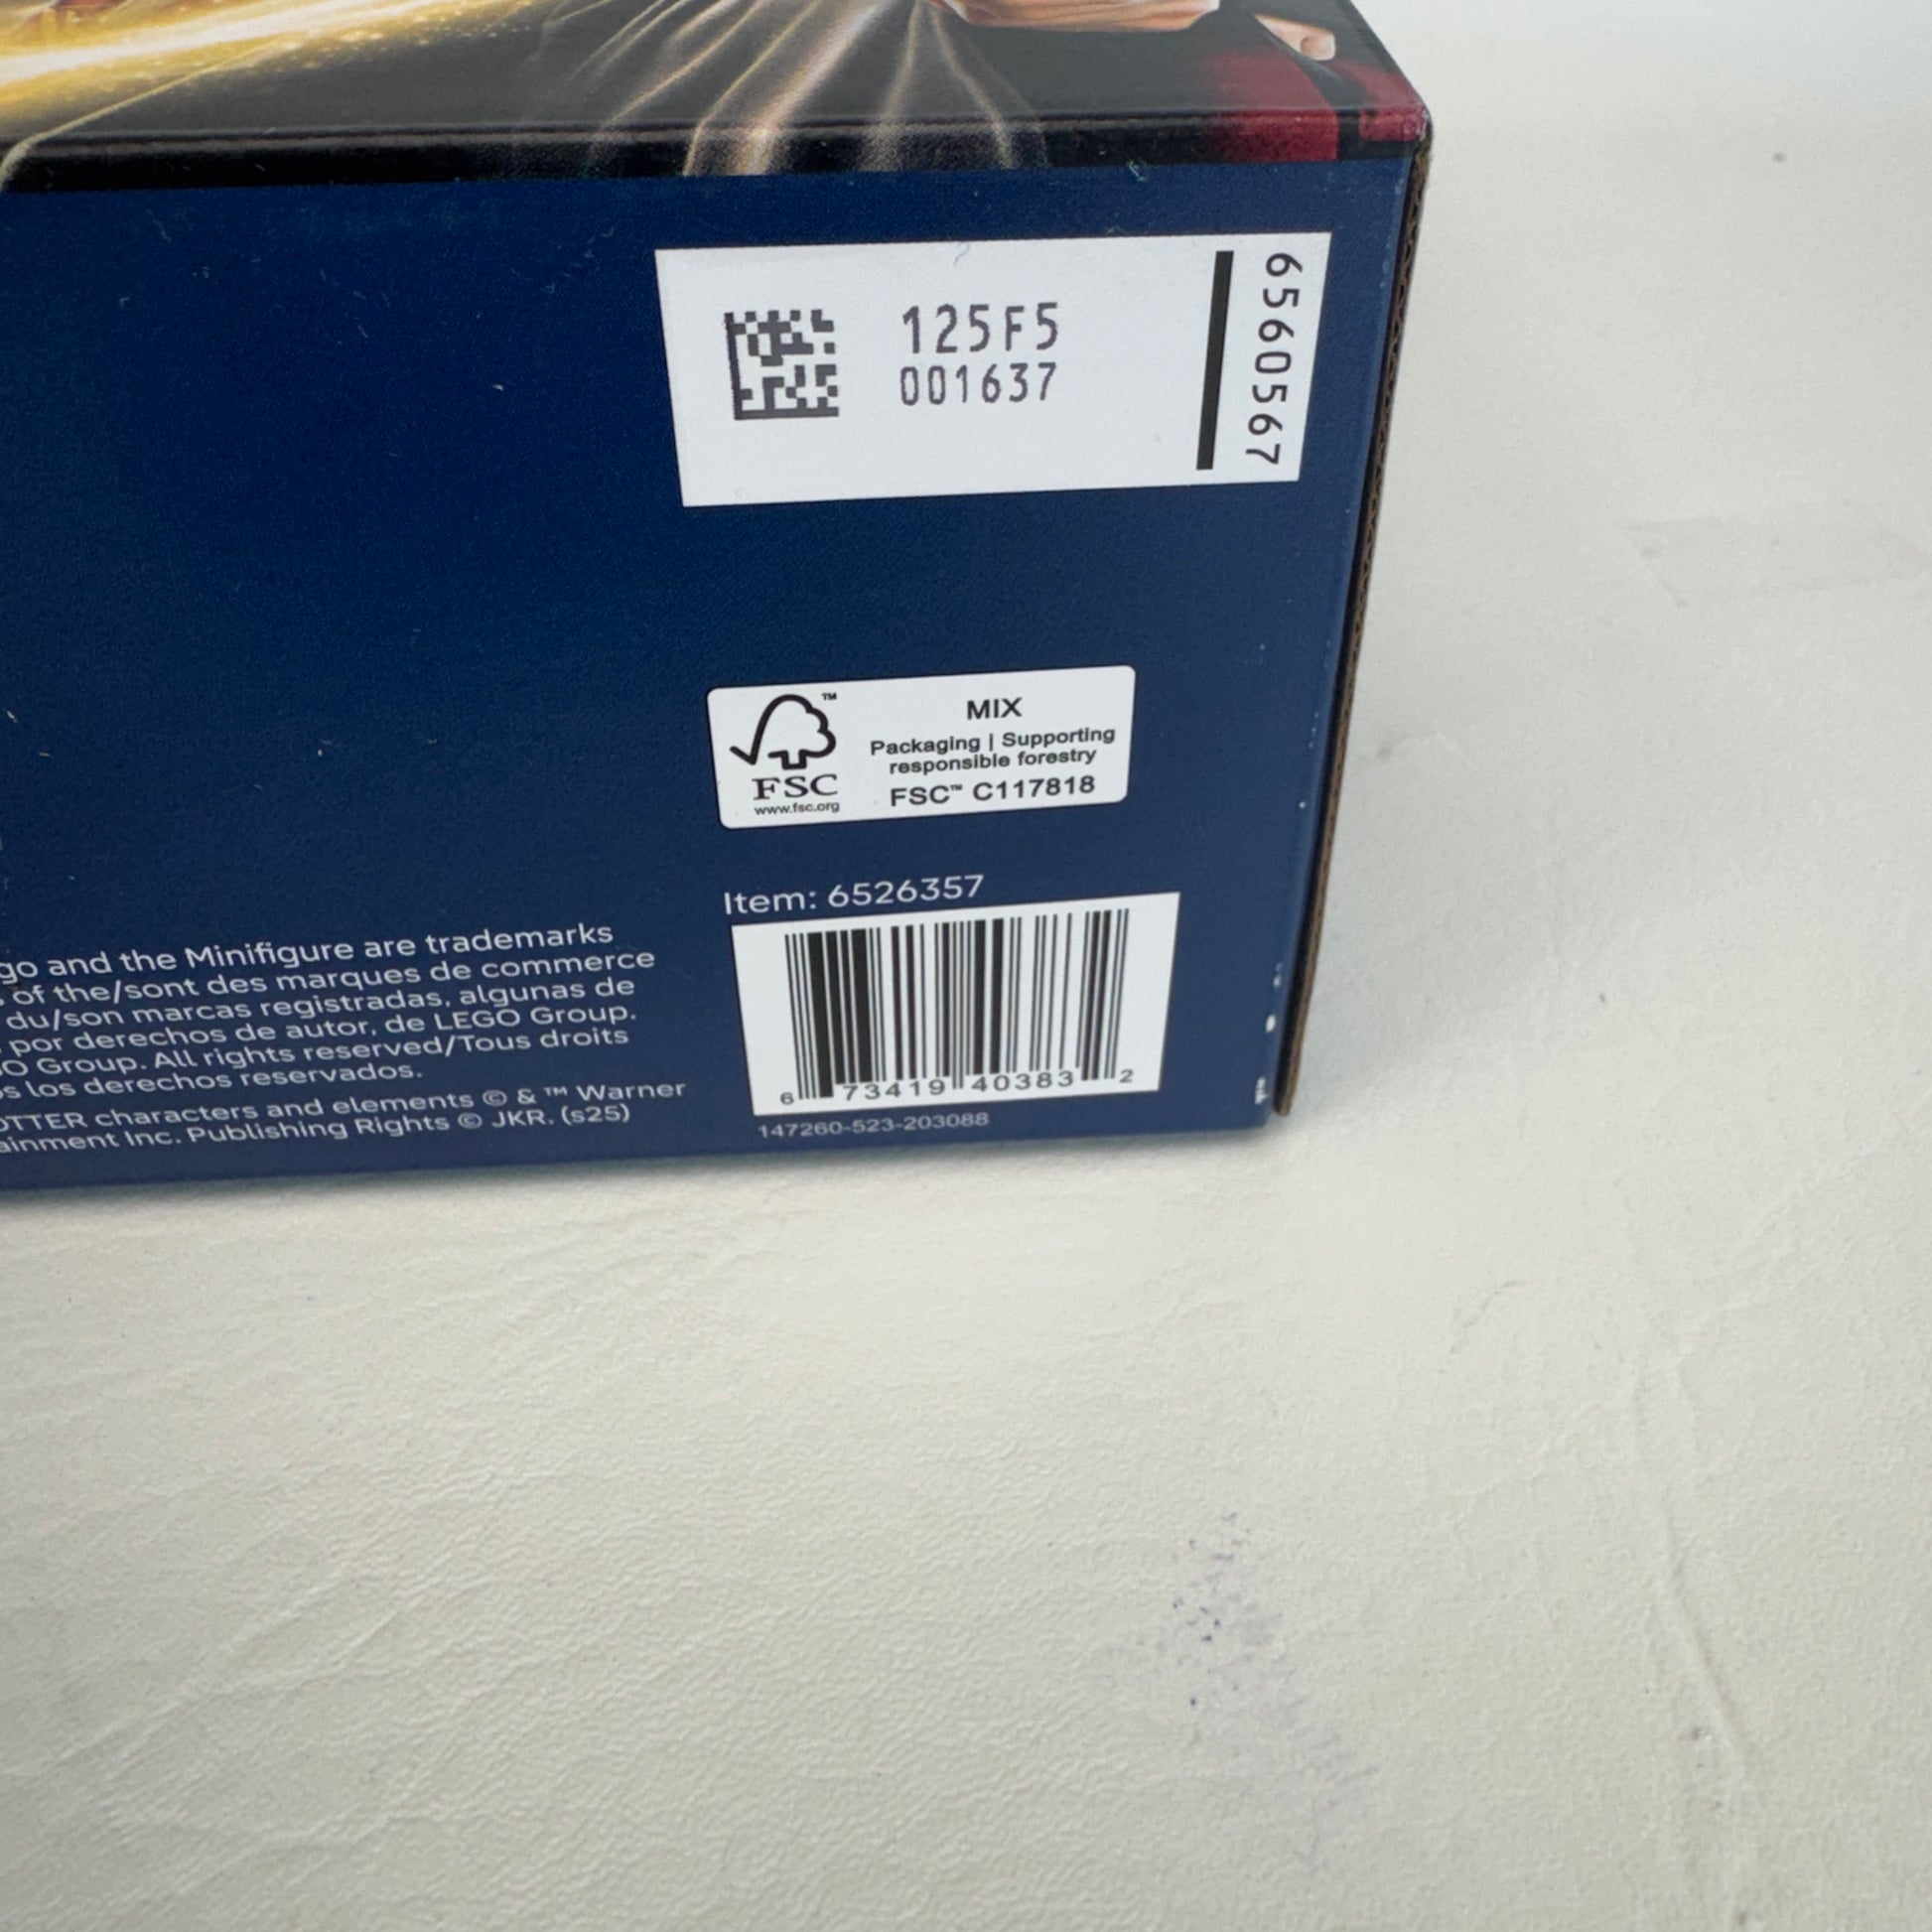 125F5
001637
6560567
™
MIX
Packaging | Supporting
responsible forestry
FSC™ C117818
FSC
www.fsc.org
Item: 6526357
6 73419 40383 2
147260-523-203088
go and the Minifigure are trademarks
of the/sont des marques de commerce
du/son marcas registradas, algunas de
por derechos de autor, de LEGO Group.
O Group. All rights reserved/Tous droits
s los derechos reservados.
OTTER characters and elements © & ™ Warner
ainment Inc. Publishing Rights © JKR. (s25)